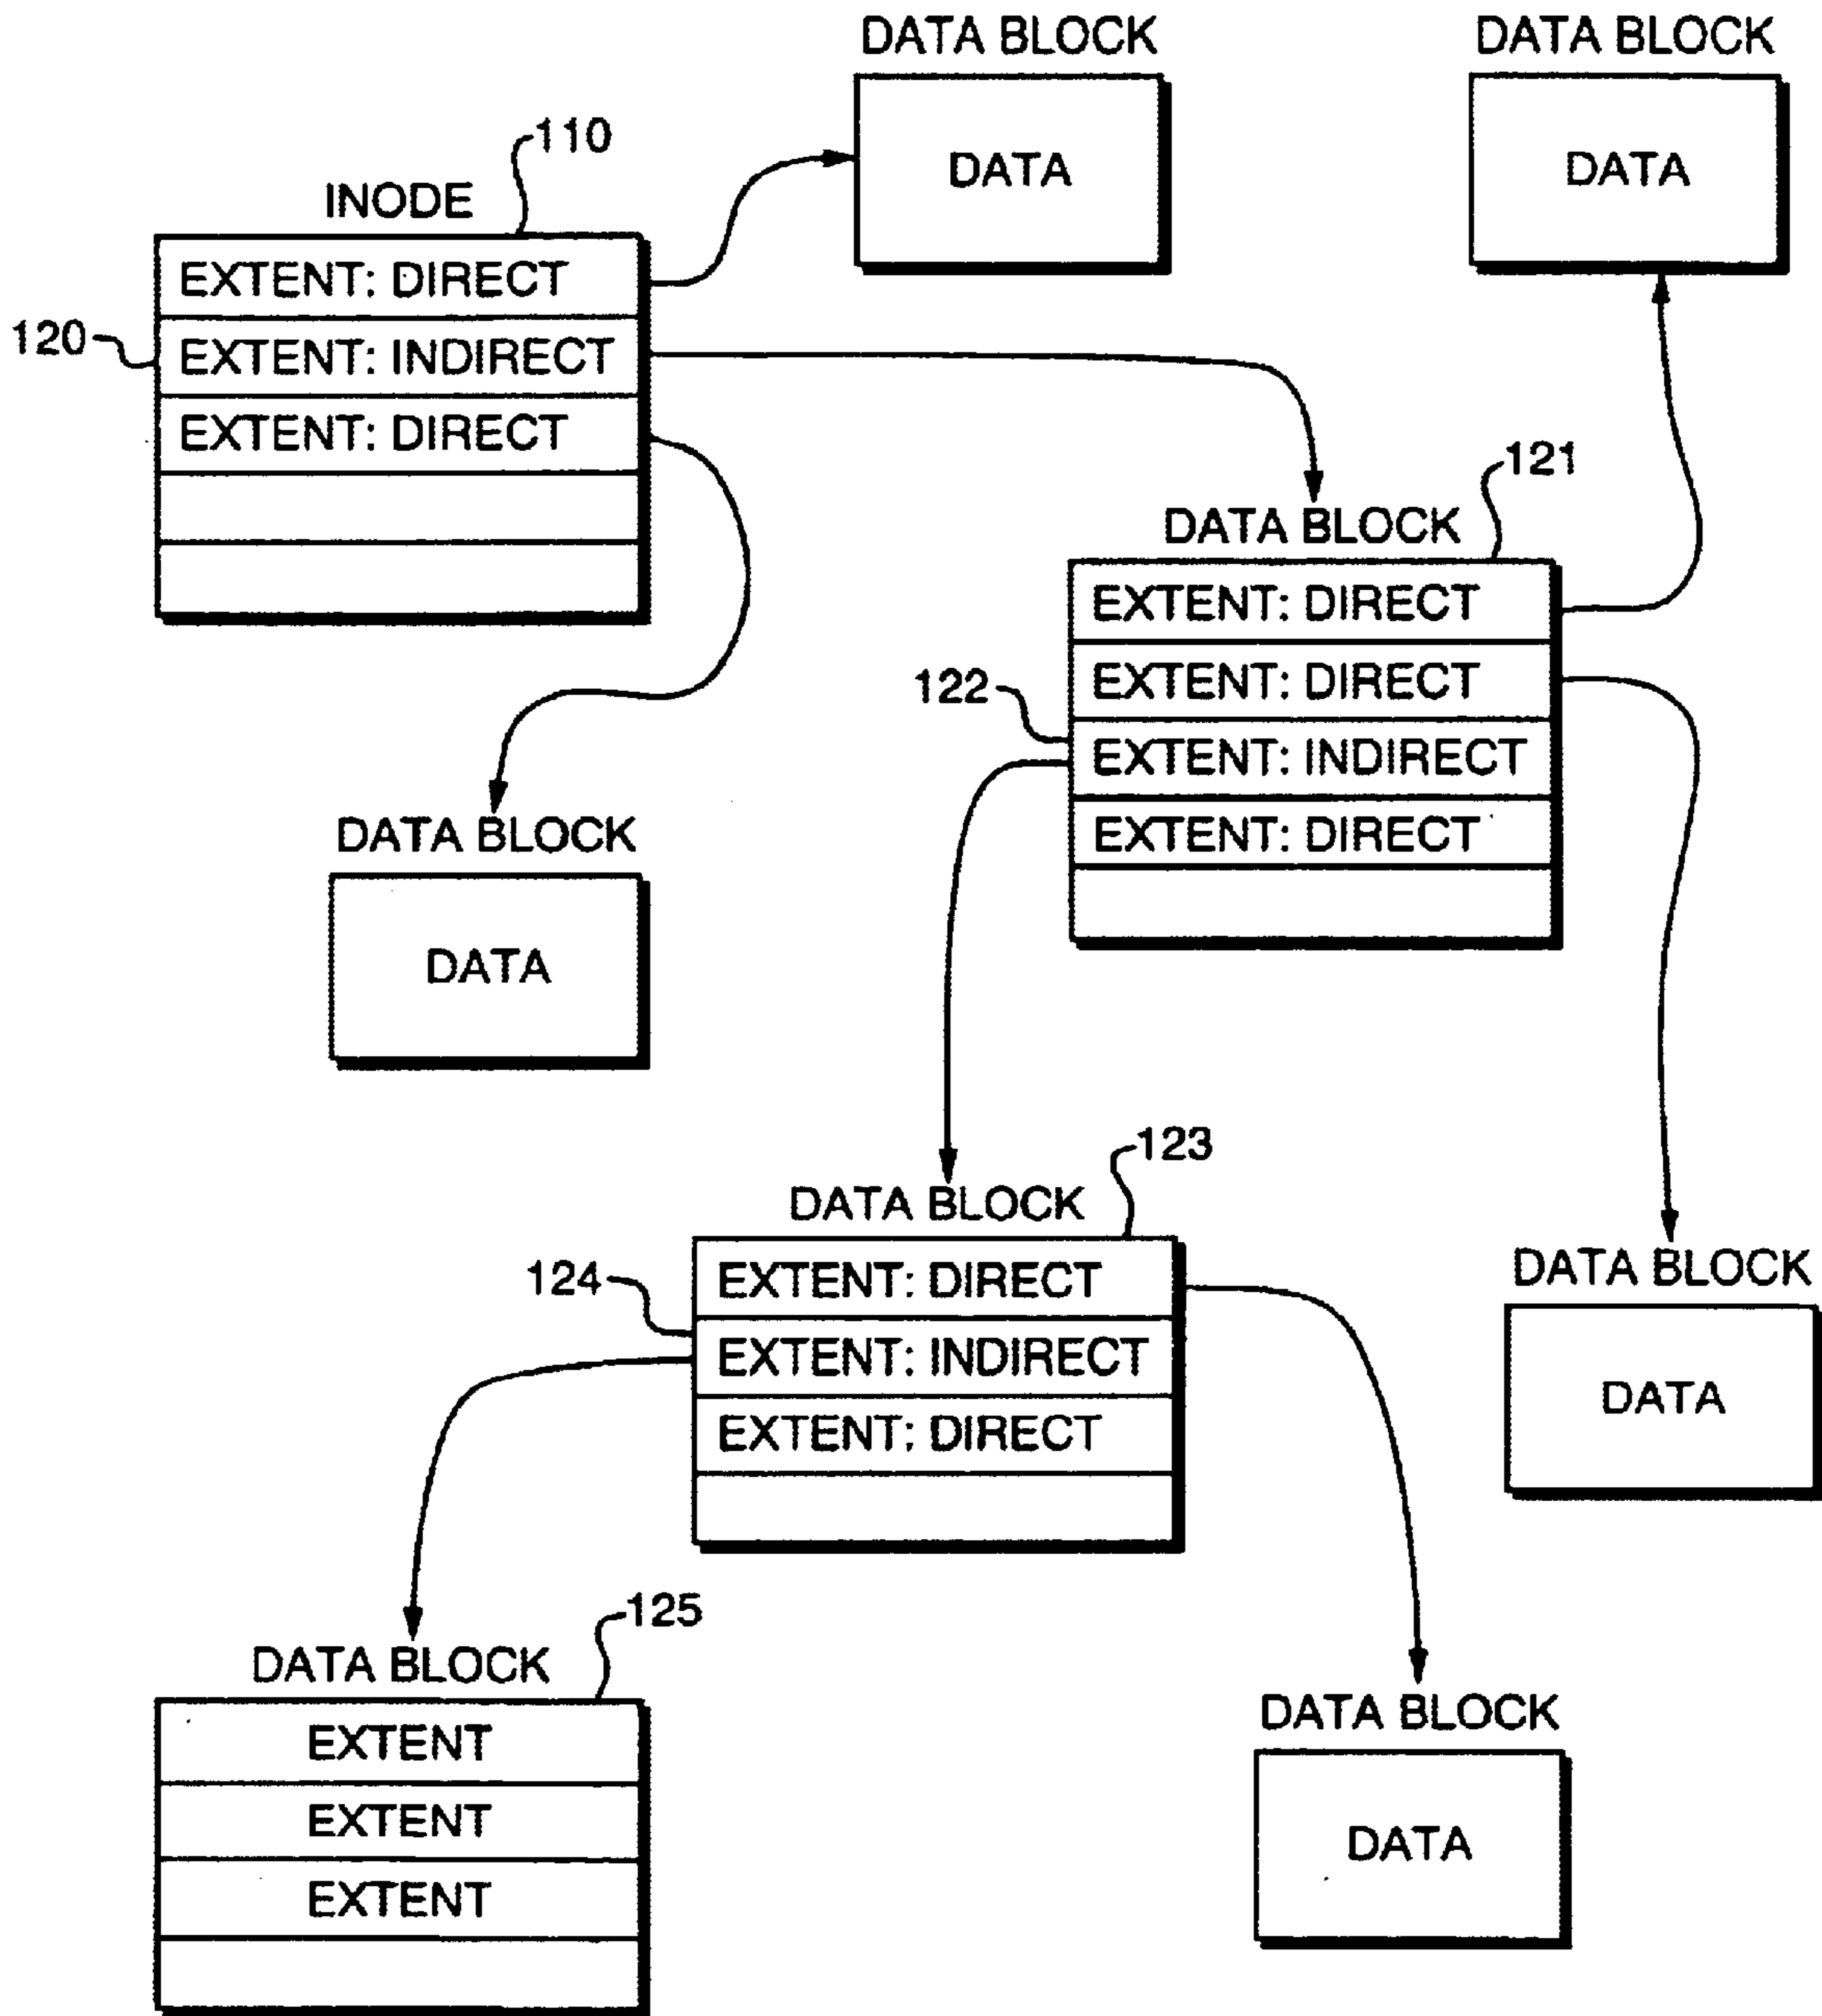 DATA BLOCK
DATA
DATA BLOCK
DATA
110
INODE
EXTENT: DIRECT
120
EXTENT: INDIRECT
EXTENT: DIRECT
121
DATA BLOCK
EXTENT: DIRECT
EXTENT: DIRECT
122
EXTENT: INDIRECT
EXTENT: DIRECT
DATA BLOCK
DATA
123
DATA BLOCK
EXTENT: DIRECT
124
EXTENT: INDIRECT
EXTENT: DIRECT
DATA BLOCK
DATA
125
DATA BLOCK
EXTENT
EXTENT
EXTENT
DATA BLOCK
DATA